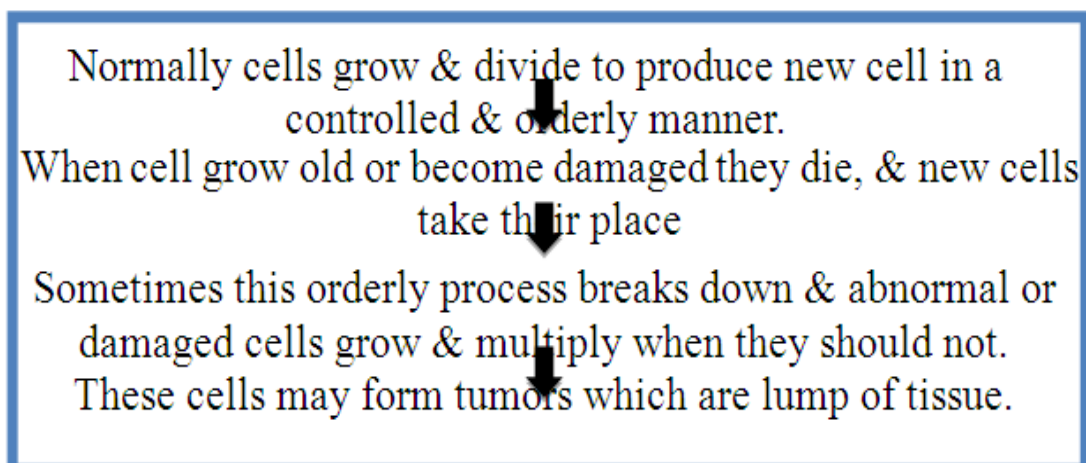 Normally cells grow & divide to produce new cell in a
controlled & orderly manner.
When cell grow old or become damaged they die, & new cells
take their place
Sometimes this orderly process breaks down & abnormal or
damaged cells grow & multiply when they should not.
These cells may form tumors which are lump of tissue.